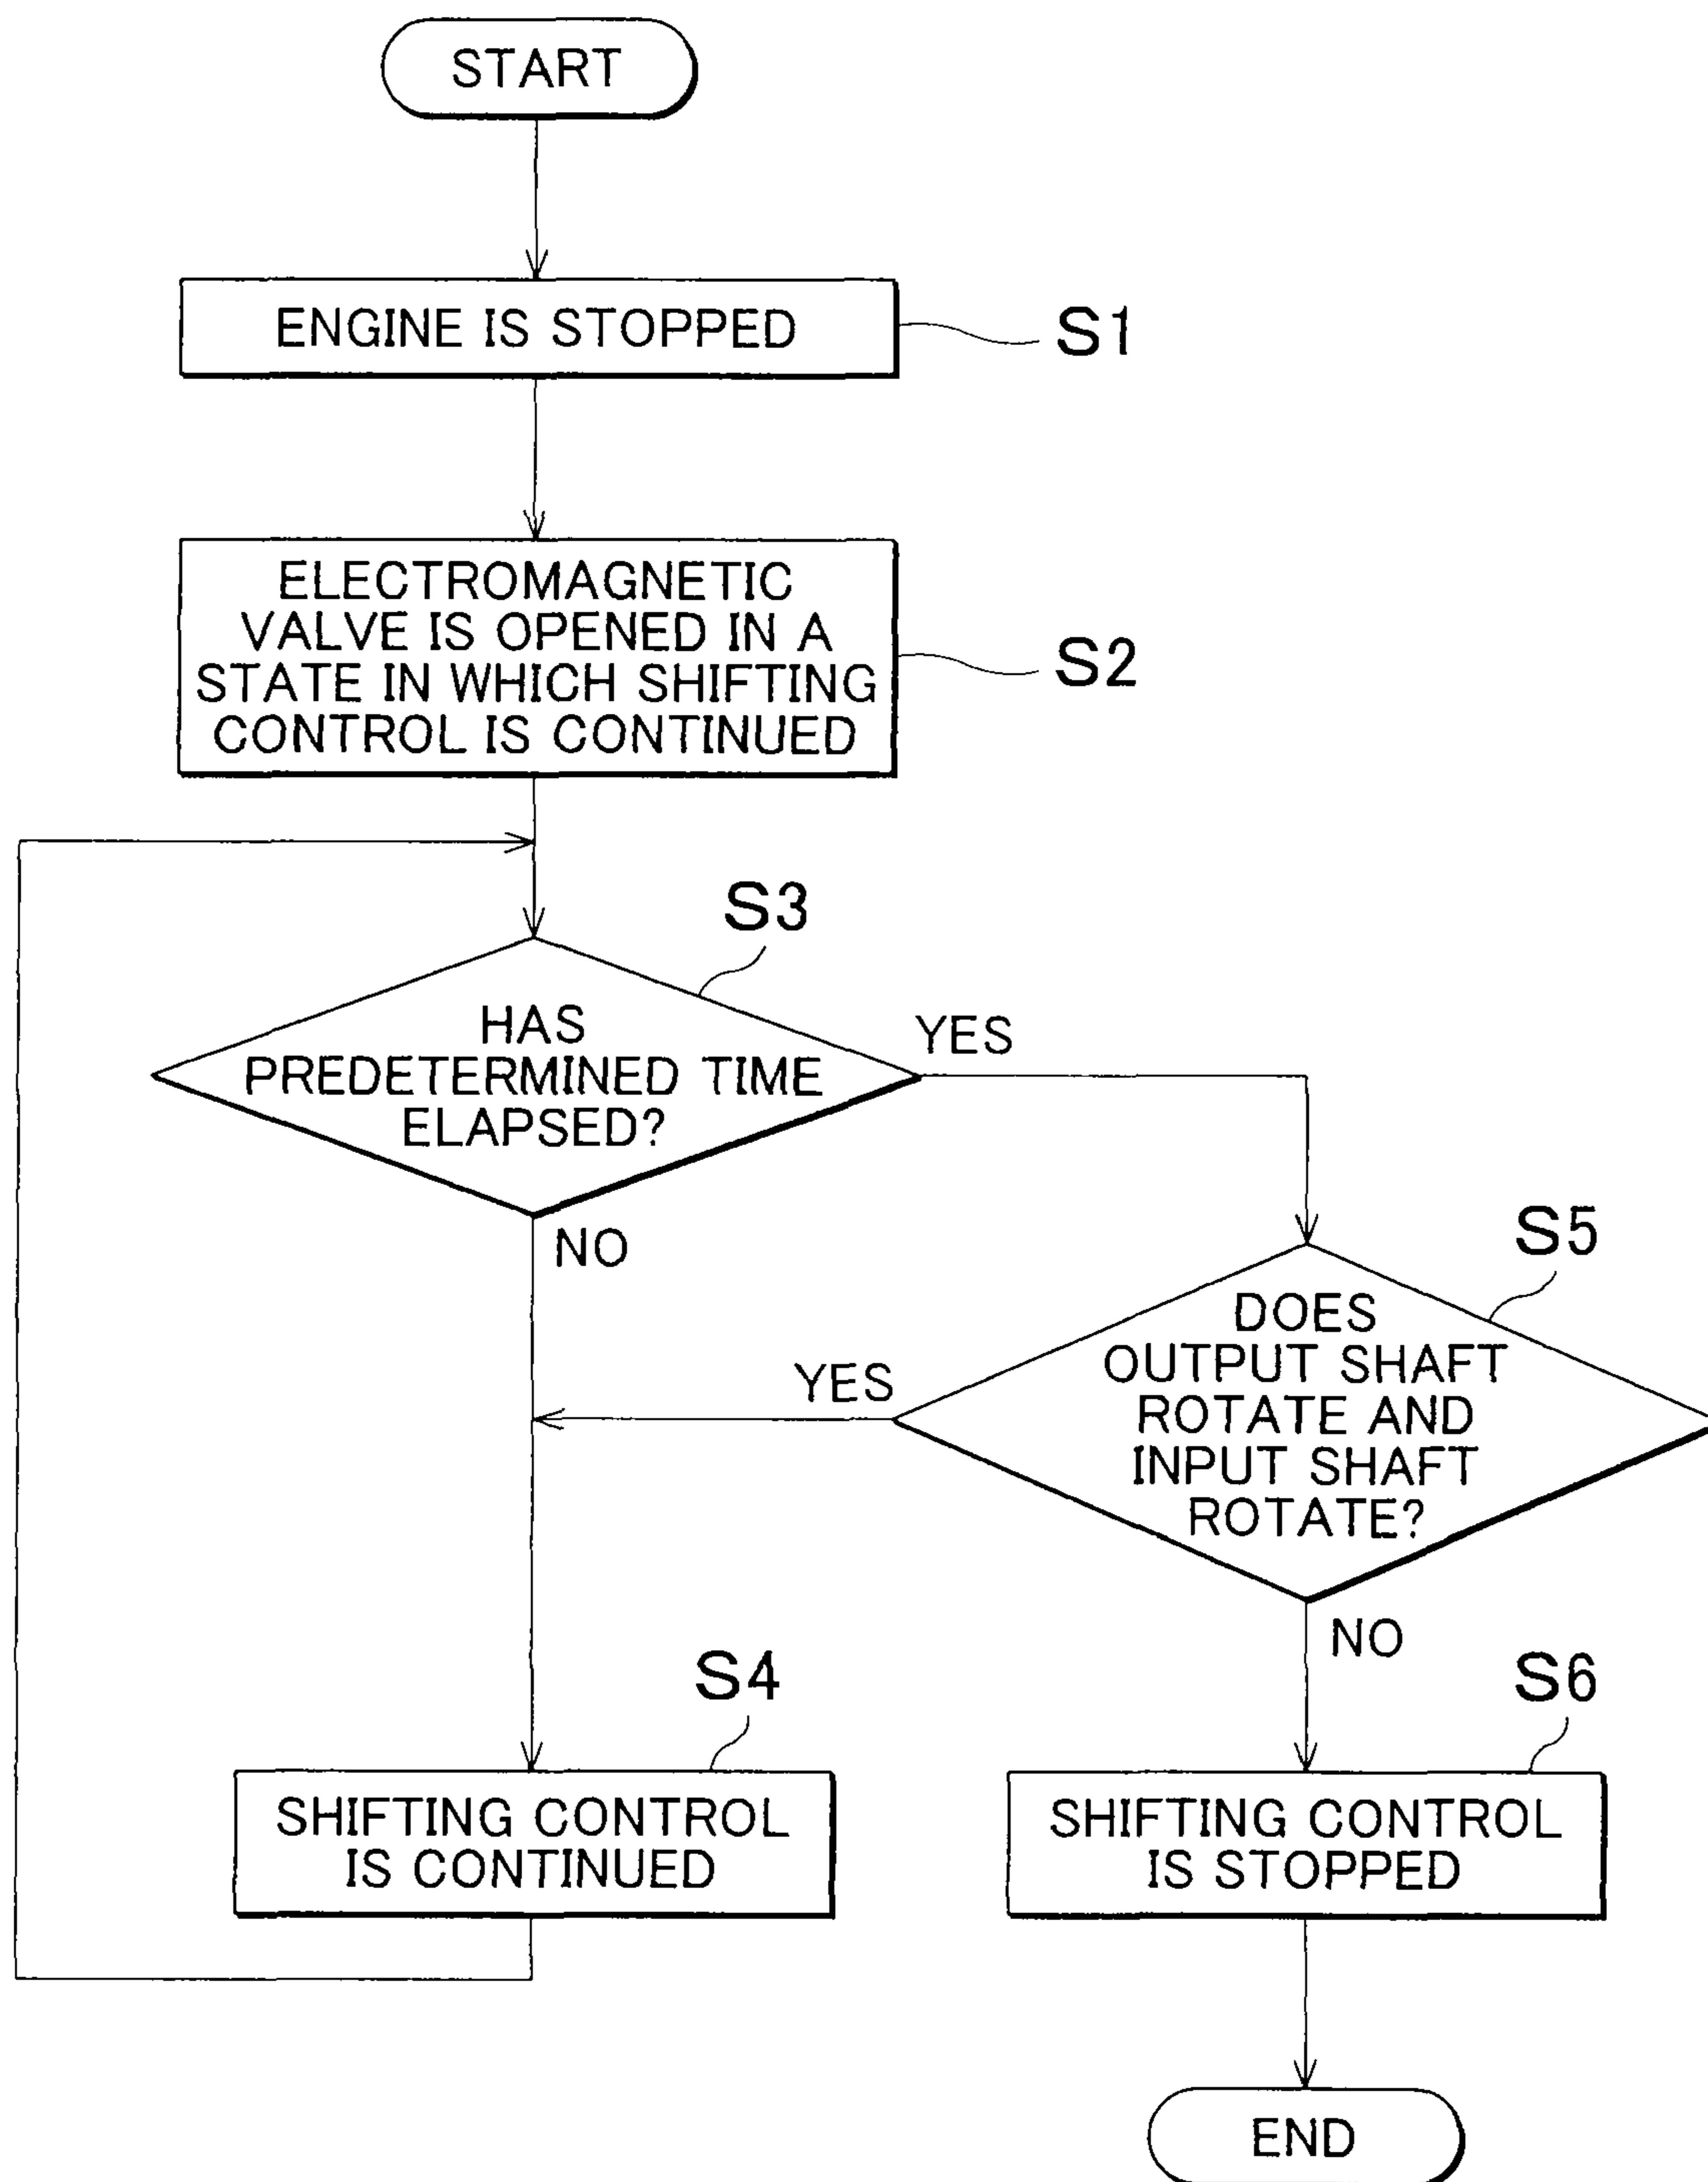 START
ENGINE IS STOPPED
S1
ELECTROMAGNETIC
VALVE IS OPENED IN A
STATE IN WHICH SHIFTING
CONTROL IS CONTINUED
S2
S3
HAS
PREDETERMINED TIME
ELAPSED?
YES
NO
S5
DOES
OUTPUT SHAFT
ROTATE AND
INPUT SHAFT
ROTATE?
YES
NO
S4
SHIFTING CONTROL
IS CONTINUED
S6
SHIFTING CONTROL
IS STOPPED
END